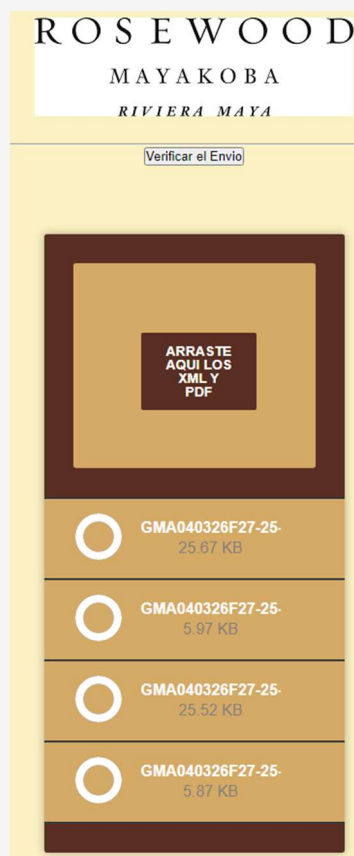 ROSEWOOD
MAYAKOBA
RIVIERA MAYA
Verificar el Envio
ARRASTE
AQUI LOS
XML Y
PDF
GMA040326F27-25-
25.67 KB
GMA040326F27-25-
5.97 KB
GMA040326F27-25-
25.52 KB
GMA040326F27-25-
5.87 KB